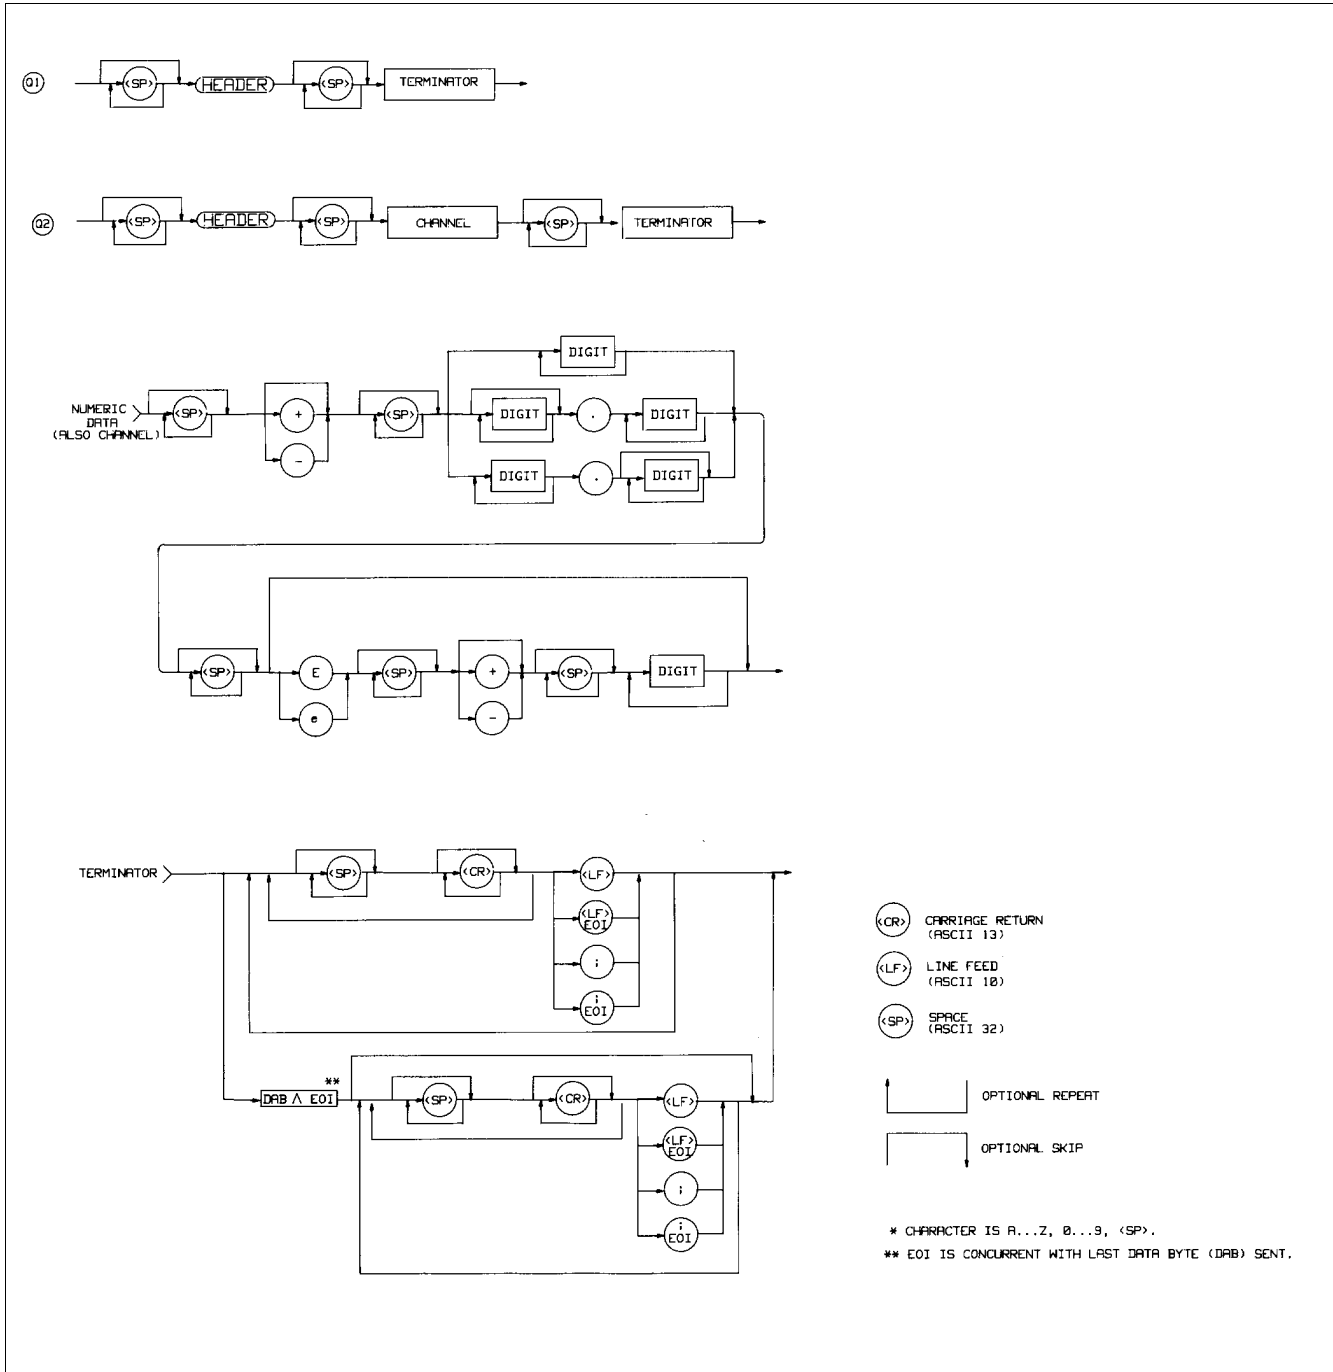 Q1 <SP> HEADER <SP> TERMINATOR
Q2 <SP> HEADER <SP> CHANNEL <SP> TERMINATOR
DIGIT
NUMERIC
DATA
(ALSO CHANNEL)
<SP> + <SP> DIGIT . DIGIT
-
DIGIT . DIGIT
<SP> E <SP> + <SP> DIGIT
e -
TERMINATOR <SP> <CR> <LF>
<LF>
EOI
;
;
EOI
**
DAB Λ EOI <SP> <CR> <LF>
<LF>
EOI
;
;
EOI
<CR> CARRIAGE RETURN
(ASCII 13)
<LF> LINE FEED
(ASCII 10)
<SP> SPACE
(ASCII 32)
OPTIONAL REPEAT
OPTIONAL SKIP
* CHARACTER IS A...Z, 0...9, <SP>.
** EOI IS CONCURRENT WITH LAST DATA BYTE (DAB) SENT.